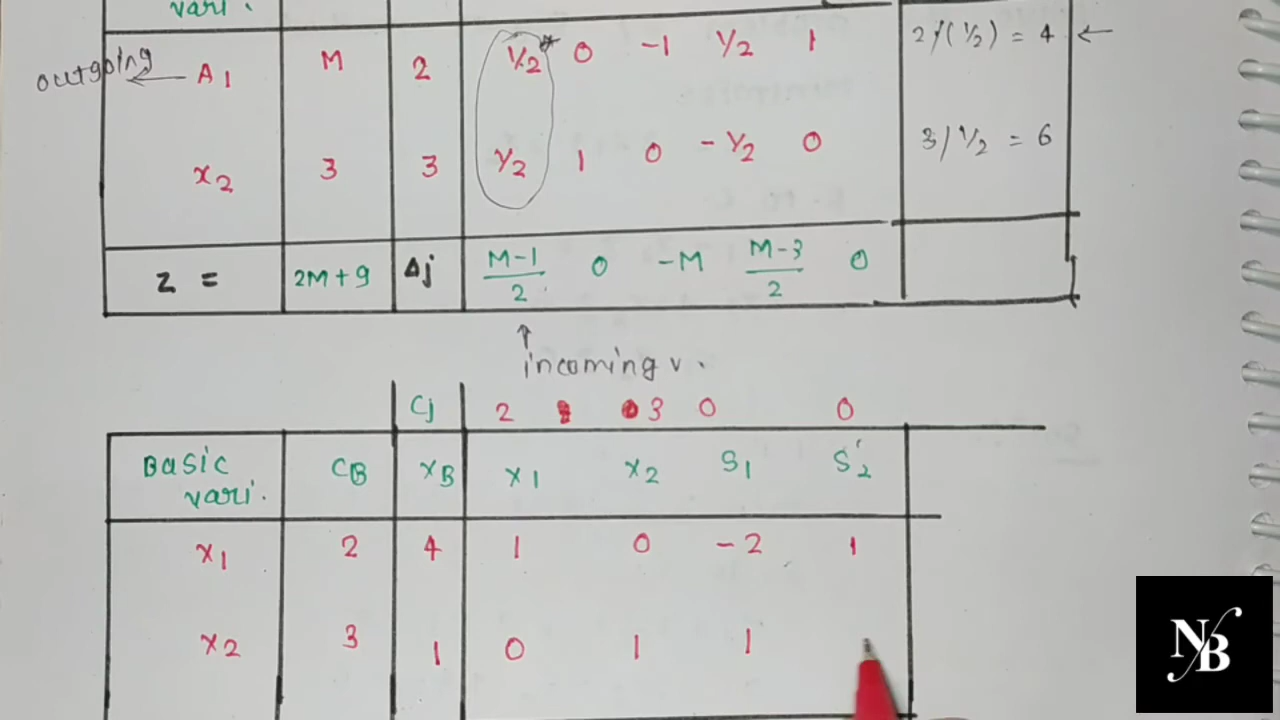 vari.
outgoing ← A1 M 2 1/2 0 -1 1/2 1 2/(1/2) = 4 ←
x2 3 3 1/2 1 0 -1/2 0 3/1/2 = 6
Z = 2M+9 Δj M-1/2 0 -M M-3/2 0
↑
incoming v.
Cj 2 3 0 0
Basic vari. CB XB X1 X2 S1 S2
x1 2 4 1 0 -2 1
x2 3 1 0 1 1
NB